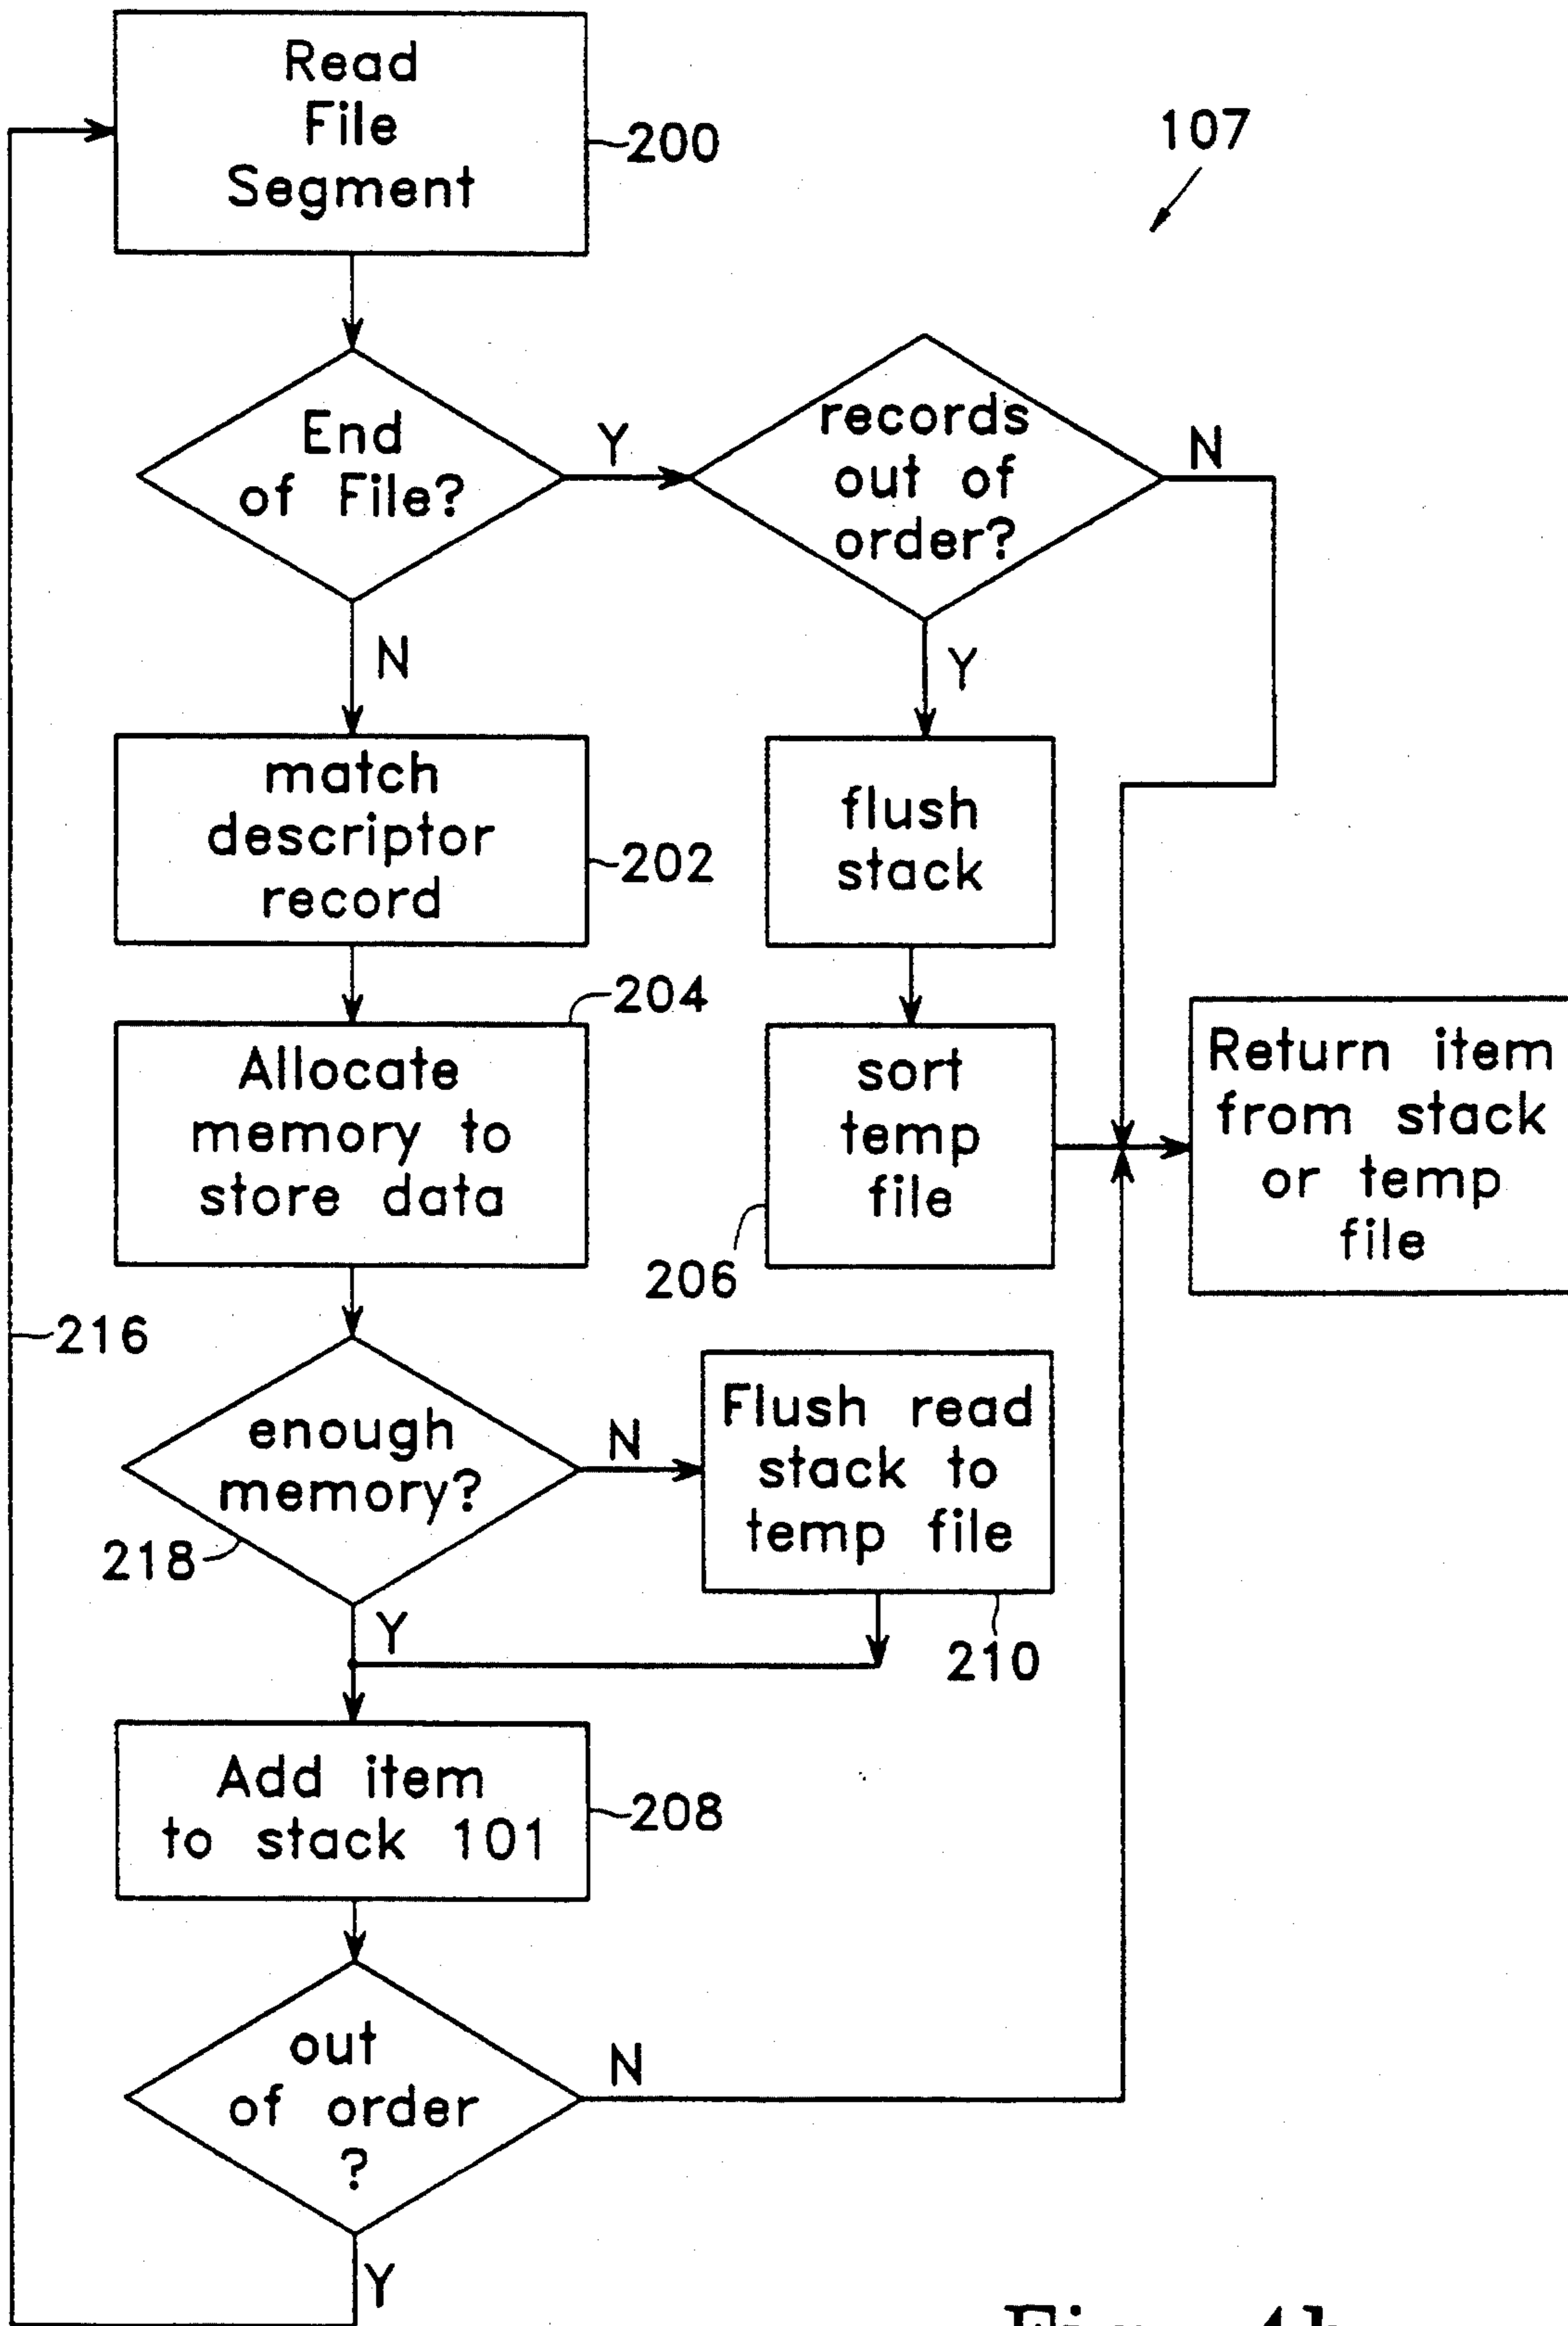 Read
File
Segment
200
107
End
of File?
Y
records
out of
order?
N
N
Y
match
descriptor
record
202
flush
stack
204
Allocate
memory to
store data
sort
temp
file
206
Return item
from stack
or temp
file
216
enough
memory?
218
N
Flush read
stack to
temp file
210
Y
Add item
to stack 101
208
out
of order
?
N
Y